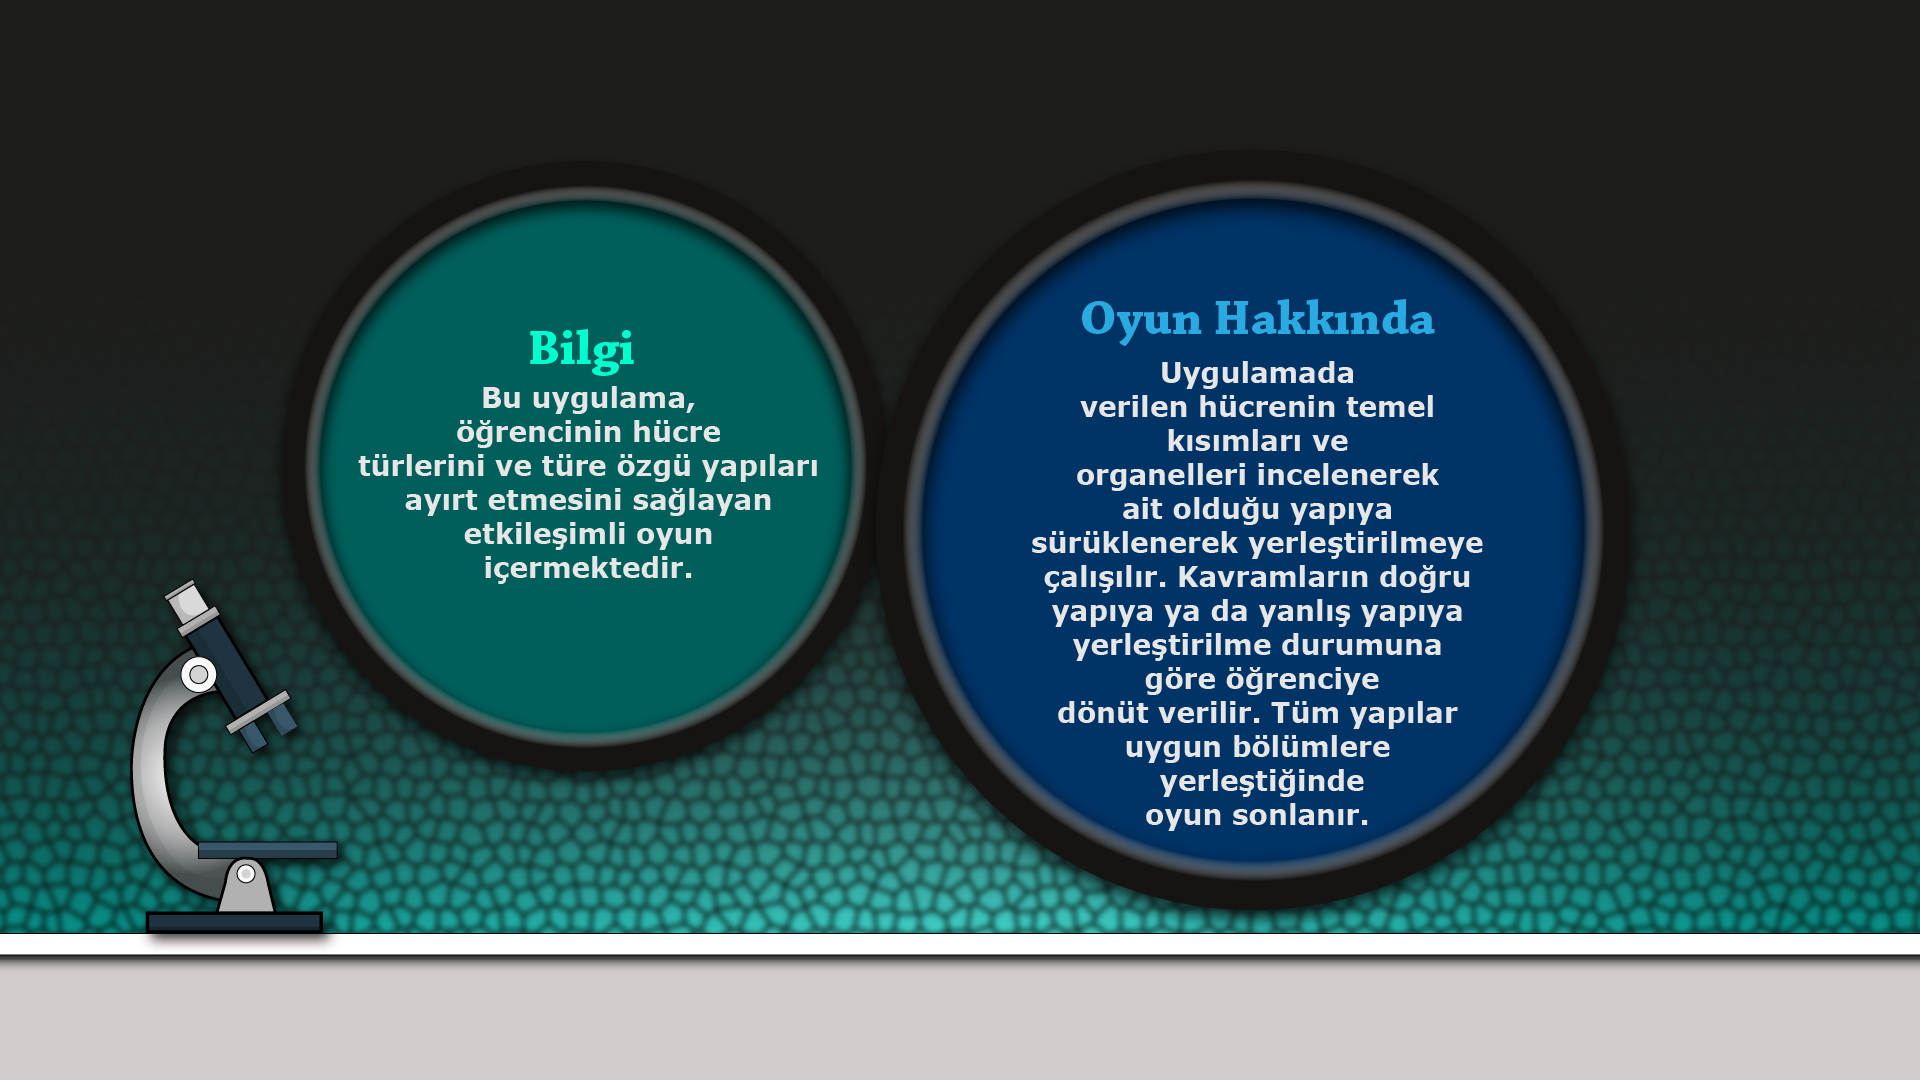 Bilgi
Bu uygulama,
öğrencinin hücre
türlerini ve türe özgü yapıları
ayırt etmesini sağlayan
etkileşimli oyun
içermektedir.
Oyun Hakkında
Uygulamada
verilen hücrenin temel
kısımları ve
organelleri incelenerek
ait olduğu yapıya
sürüklenerek yerleştirilmeye
çalışılır. Kavramların doğru
yapıya ya da yanlış yapıya
yerleştirilme durumuna
göre öğrenciye
dönüt verilir. Tüm yapılar
uygun bölümlere
yerleştiğinde
oyun sonlanır.